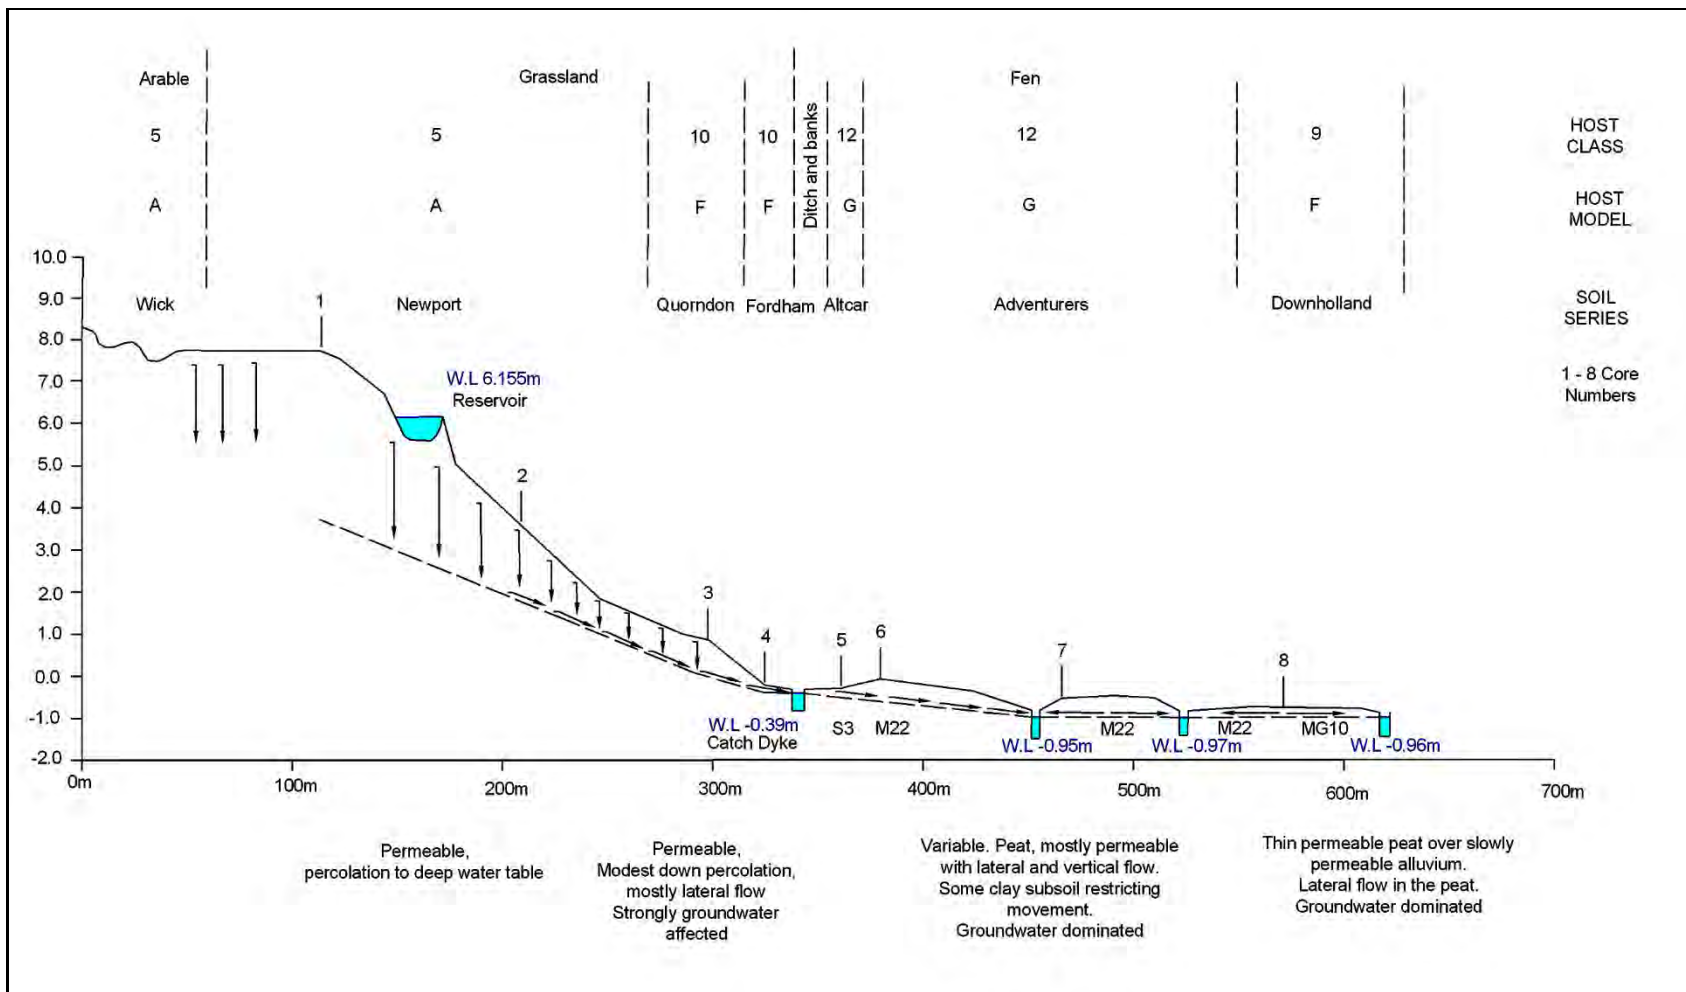 Arable
Grassland
Fen
5
5
10
10
Ditch and banks
12
12
9
HOST
CLASS
A
A
F
F
G
G
F
HOST
MODEL
Wick
1
Newport
Quorndon
Fordham
Altcar
Adventurers
Downholland
SOIL
SERIES
1 - 8 Core
Numbers
10.0
9.0
8.0
7.0
6.0
5.0
4.0
3.0
2.0
1.0
0.0
-1.0
-2.0
W.L 6.155m
Reservoir
2
3
4
5
6
7
8
W.L -0.39m
Catch Dyke
S3
M22
W.L -0.95m
M22
W.L -0.97m
M22
MG10
W.L -0.96m
0m
100m
200m
300m
400m
500m
600m
700m
Permeable,
percolation to deep water table
Permeable,
Modest down percolation,
mostly lateral flow
Strongly groundwater
affected
Variable. Peat, mostly permeable
with lateral and vertical flow.
Some clay subsoil restricting
movement.
Groundwater dominated
Thin permeable peat over slowly
permeable alluvium.
Lateral flow in the peat.
Groundwater dominated